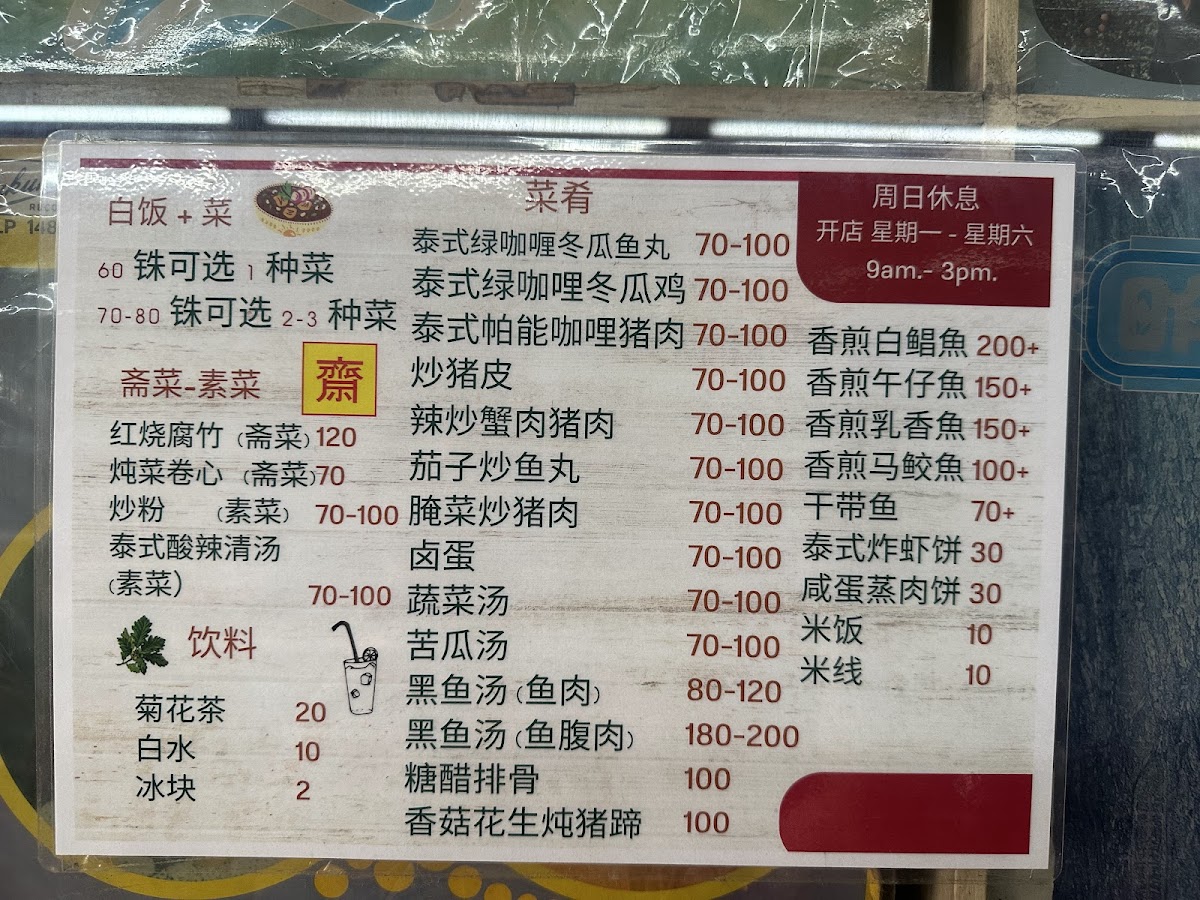 白饭 + 菜
60 铢可选 1 种菜
70-80 铢可选 2-3 种菜
斋菜-素菜
齋
红烧腐竹 (斋菜) 120
炖菜卷心 (斋菜) 70
炒粉 (素菜) 70-100
泰式酸辣清汤
(素菜) 70-100
饮料
菊花茶 20
白水 10
冰块 2
菜肴
泰式绿咖喱冬瓜鱼丸 70-100
泰式绿咖哩冬瓜鸡 70-100
泰式帕能咖哩猪肉 70-100
炒猪皮 70-100
辣炒蟹肉猪肉 70-100
茄子炒鱼丸 70-100
腌菜炒猪肉 70-100
卤蛋 70-100
蔬菜汤 70-100
苦瓜汤 70-100
黑鱼汤 (鱼肉) 80-120
黑鱼汤 (鱼腹肉) 180-200
糖醋排骨 100
香菇花生炖猪蹄 100
周日休息
开店 星期一 - 星期六
9am.- 3pm.
香煎白鲳魚 200+
香煎午仔魚 150+
香煎乳香魚 150+
香煎马鲛魚 100+
干带鱼 70+
泰式炸虾饼 30
咸蛋蒸肉饼 30
米饭 10
米线 10